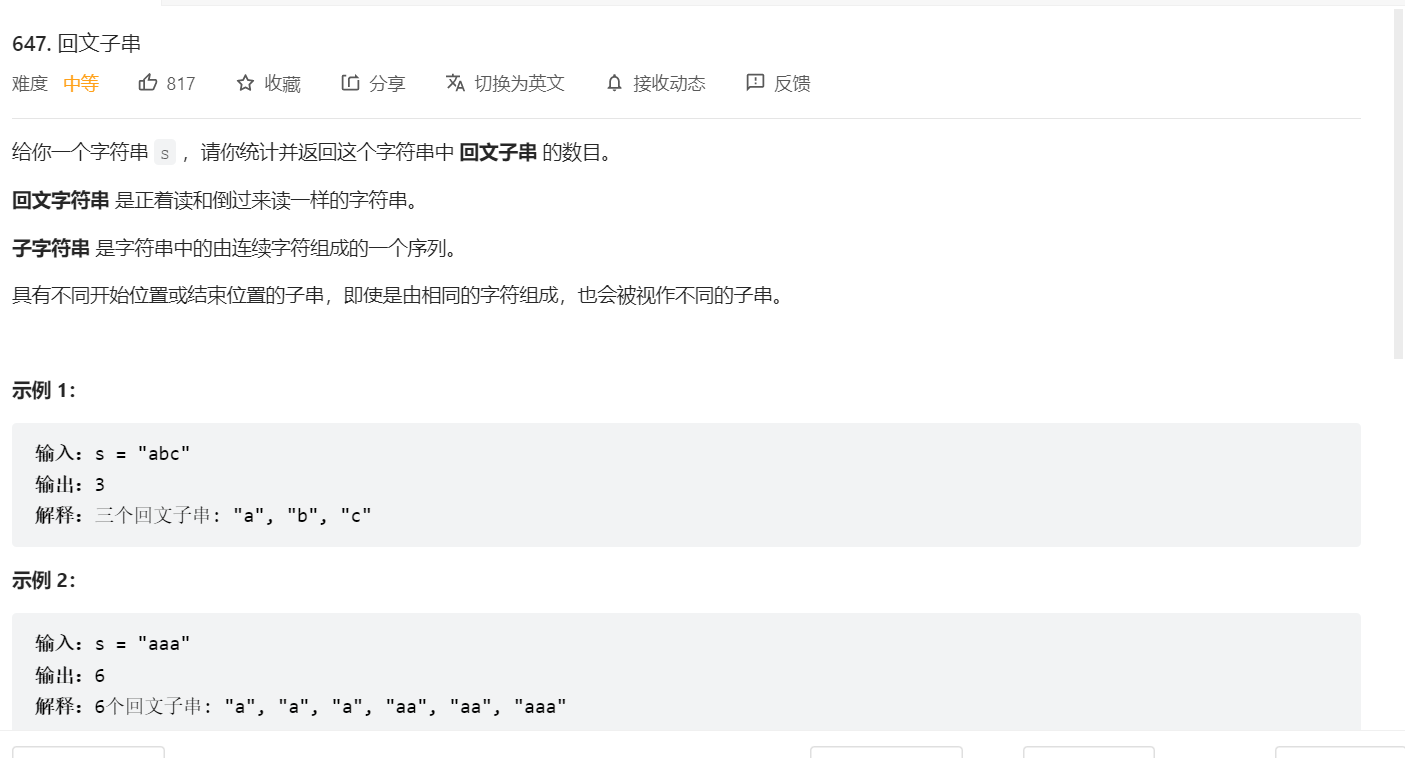 647. 回文子串
难度 中等 817 收藏 分享 切换为英文 接收动态 反馈
给你一个字符串 s ，请你统计并返回这个字符串中 回文子串 的数目。
回文字符串 是正着读和倒过来读一样的字符串。
子字符串 是字符串中的由连续字符组成的一个序列。
具有不同开始位置或结束位置的子串，即使是由相同的字符组成，也会被视作不同的子串。
示例 1：
输入：s = "abc"
输出：3
解释：三个回文子串: "a", "b", "c"
示例 2：
输入：s = "aaa"
输出：6
解释：6个回文子串: "a", "a", "a", "aa", "aa", "aaa"